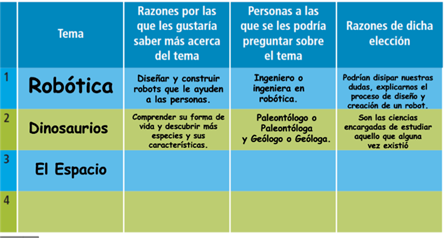 Tema
Razones por las
que les gustaría
saber más acerca
del tema
Personas a las
que se les podría
preguntar sobre
el tema
Razones de dicha
elección
1
Robótica
Diseñar y construir
robots que le ayuden
a las personas.
Ingeniero o
ingeniera en
robótica.
Podrían disipar nuestras
dudas, explicarnos el
proceso de diseño y
creación de un robot.
2
Dinosaurios
Comprender su forma de
vida y descubrir más
especies y sus
características.
Paleontólogo o
Paleontóloga
y Geólogo o Geóloga.
Son las ciencias
encargadas de estudiar
aquello que alguna
vez existió
3
El Espacio
4